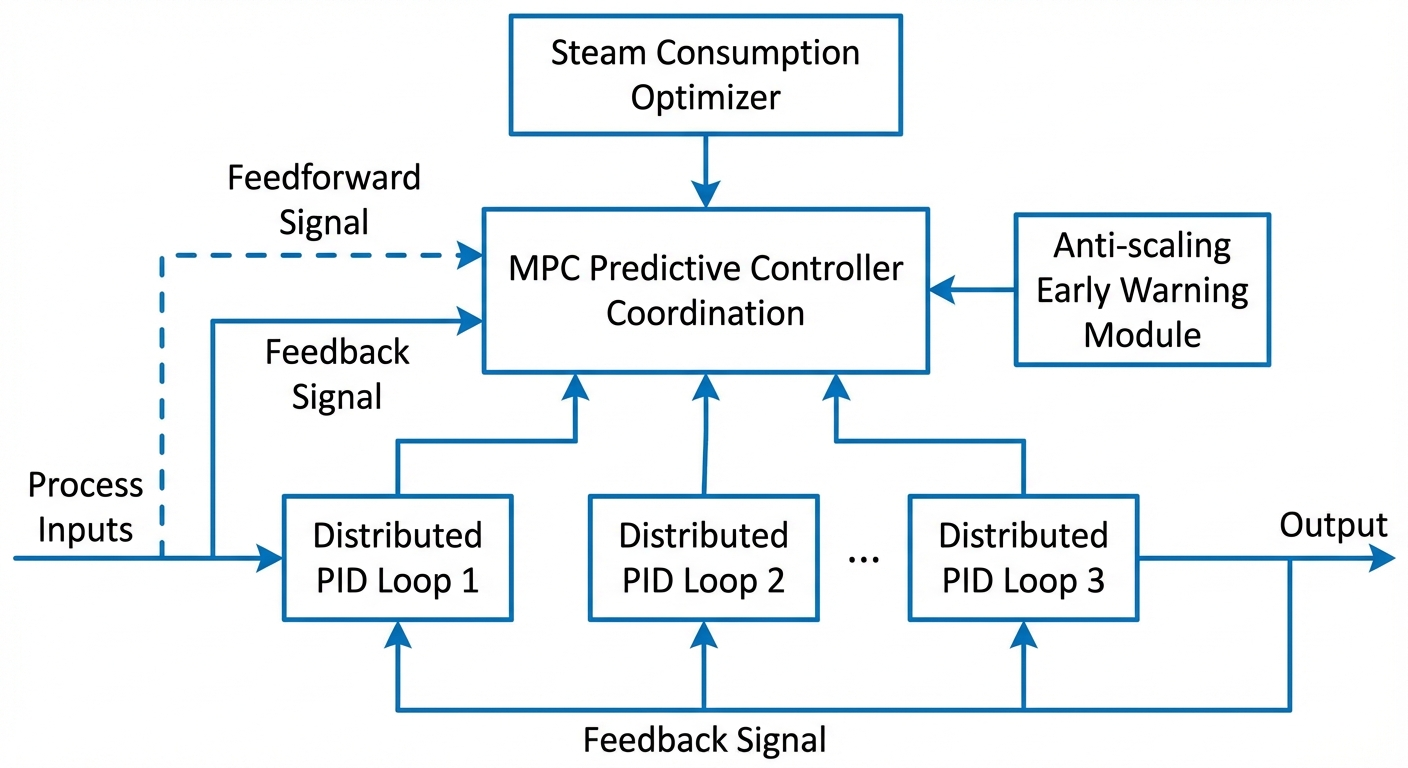 Steam Consumption
Optimizer
Feedforward
Signal
MPC Predictive Controller
Coordination
Anti-scaling
Early Warning
Module
Feedback
Signal
Process
Inputs
Distributed
PID Loop 1
Distributed
PID Loop 2
...
Distributed
PID Loop 3
Output
Feedback Signal